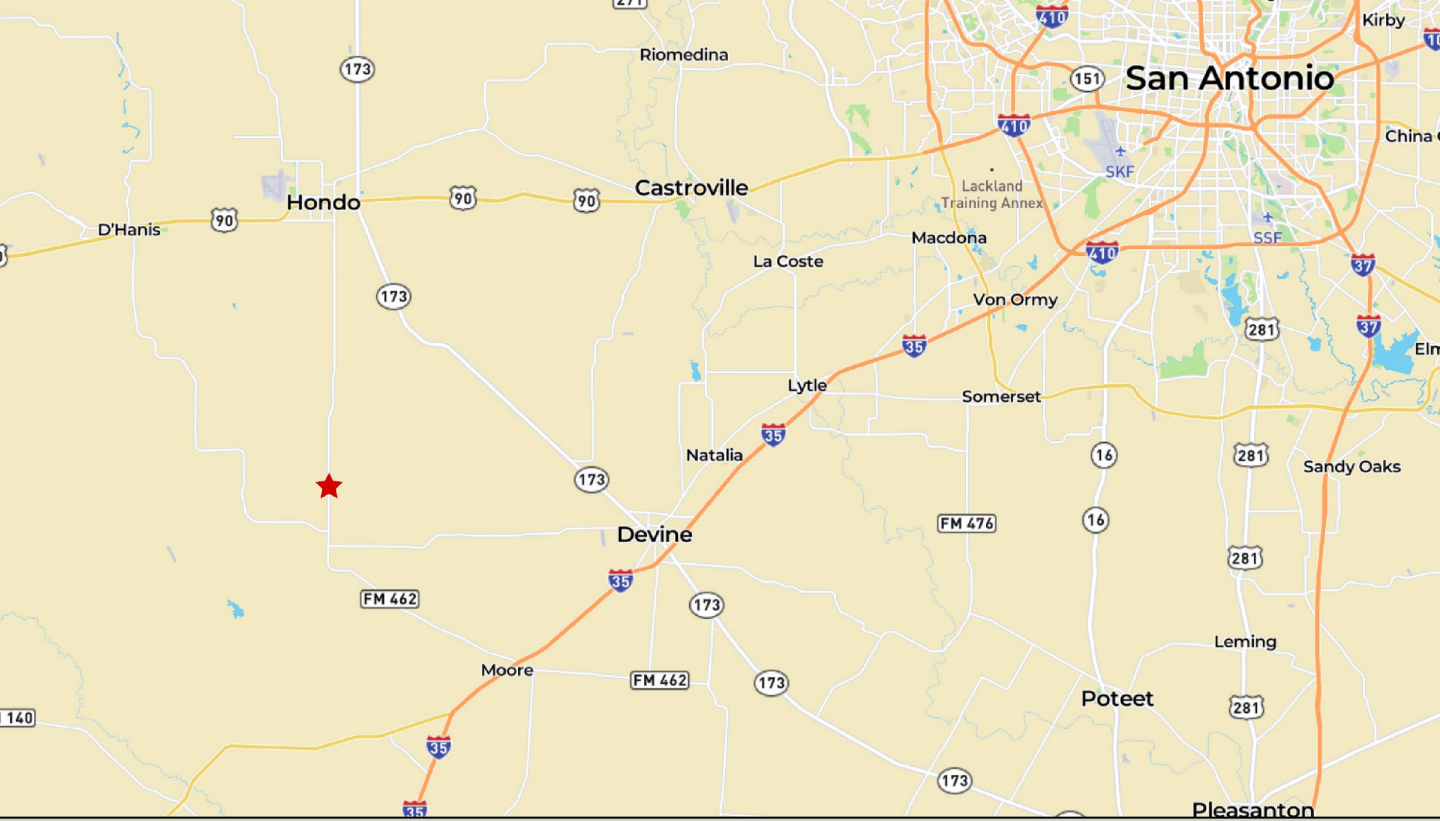 271
410
Kirby
10
Riomedina
173
151
San Antonio
410
China
SKF
Castroville
Lackland
Training Annex
Hondo
90
90
90
D'Hanis
SSF
Macdona
410
La Coste
37
173
Von Ormy
281
37
35
Elm
Lytle
Somerset
35
Natalia
16
281
Sandy Oaks
173
16
FM 476
Devine
281
35
FM 462
173
Leming
Moore
FM 462
173
Poteet
281
140
35
173
35
Pleasanton